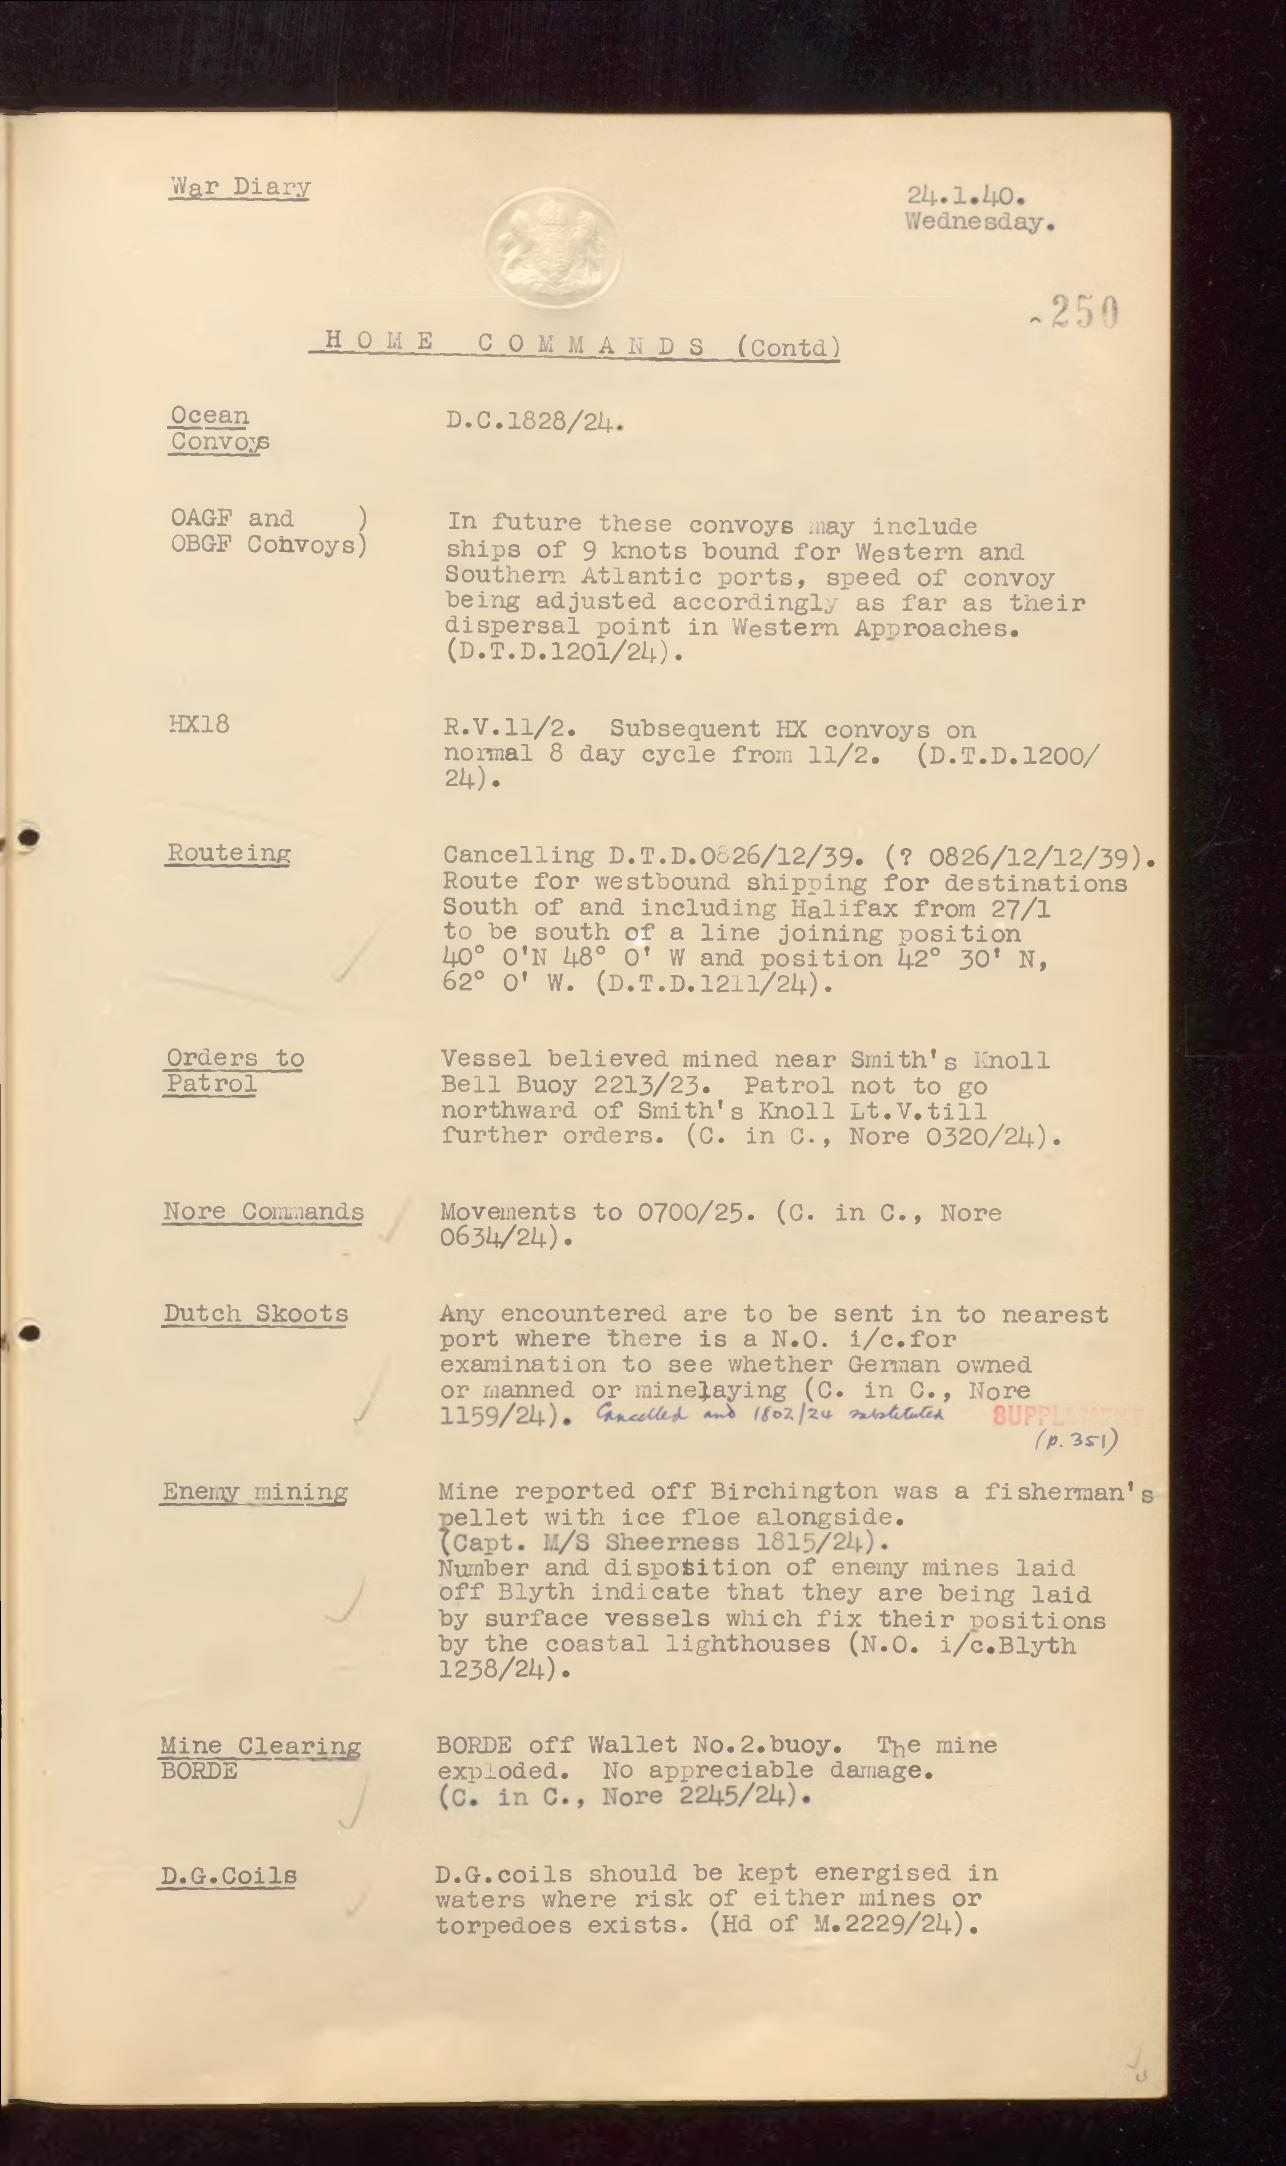 War Diary
24.1.40.
Wednesday.
250
HOME COMMANDS (Contd)
Ocean
Convoys
D.C.1828/24.
OAGF and )
OBGF Convoys)
In future these convoys may include
ships of 9 knots bound for Western and
Southern Atlantic ports, speed of convoy
being adjusted accordingly as far as their
dispersal point in Western Approaches.
(D.T.D.1201/24).
HX18
R.V.11/2. Subsequent HX convoys on
normal 8 day cycle from 11/2. (D.T.D.1200/
24).
Routeing
Cancelling D.T.D.0826/12/39. (? 0826/12/12/39).
Route for westbound shipping for destinations
South of and including Halifax from 27/1
to be south of a line joining position
40° 0'N 48° 0' W and position 42° 30' N,
62° 0' W. (D.T.D.1211/24).
Orders to
Patrol
Vessel believed mined near Smith's Knoll
Bell Buoy 2213/23. Patrol not to go
northward of Smith's Knoll Lt.V.till
further orders. (C. in C., Nore 0320/24).
Nore Commands
Movements to 0700/25. (C. in C., Nore
0634/24).
Dutch Skoots
Any encountered are to be sent in to nearest
port where there is a N.O. i/c.for
examination to see whether German owned
or manned or minelaying (C. in C., Nore
1159/24). Cancelled and 1802/24 substituted SUPPLEMENT
(p. 351)
Enemy mining
Mine reported off Birchington was a fisherman's
pellet with ice floe alongside.
(Capt. M/S Sheerness 1815/24).
Number and disposition of enemy mines laid
off Blyth indicate that they are being laid
by surface vessels which fix their positions
by the coastal lighthouses (N.O. i/c.Blyth
1238/24).
Mine Clearing
BORDE
BORDE off Wallet No.2.buoy. The mine
exploded. No appreciable damage.
(C. in C., Nore 2245/24).
D.G.Coils
D.G.coils should be kept energised in
waters where risk of either mines or
torpedoes exists. (Hd of M.2229/24).